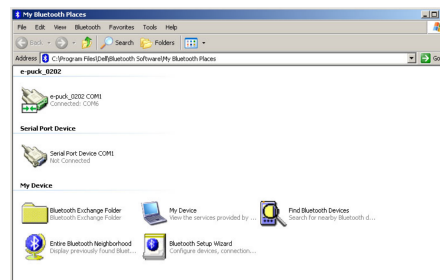 My Bluetooth Places
File Edit View Bluetooth Favorites Tools Help
Back Search Folders
Address C:\Program Files\Dell\Bluetooth Software\My Bluetooth Places Go
e-puck_0202
e-puck_0202 COM1
Connected: COM6
Serial Port Device
Serial Port Device COM1
Not Connected
My Device
Bluetooth Exchange Folder
Bluetooth Exchange Folder
My Device
View the services provided by ...
Find Bluetooth Devices
Search for nearby Bluetooth d...
Entire Bluetooth Neighborhood
Display previously found Bluet...
Bluetooth Setup Wizard
Configure devices, connection...